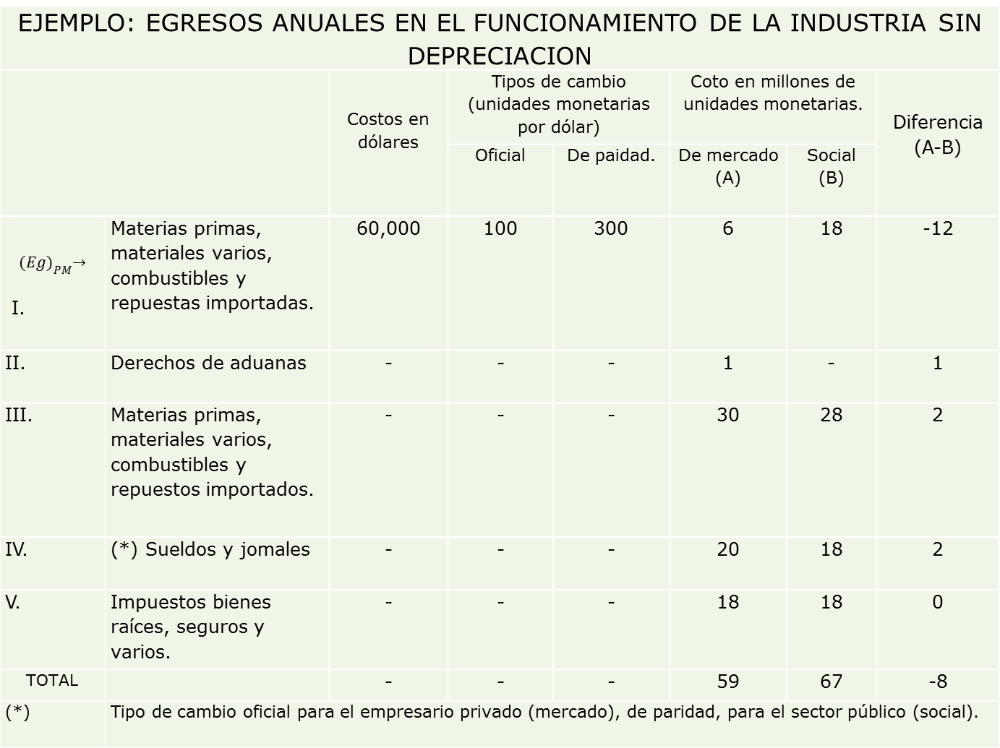 EJEMPLO: EGRESOS ANUALES EN EL FUNCIONAMIENTO DE LA INDUSTRIA SIN
DEPRECIACION
Costos en
dólares
Tipos de cambio
(unidades monetarias
por dólar)
Coto en millones de
unidades monetarias.
Diferencia
(A-B)
Oficial
De paidad.
De mercado
(A)
Social
(B)
(Eg)PM→
I.
Materias primas,
materiales varios,
combustibles y
repuestas importadas.
60,000 100 300 6 18 -12
II. Derechos de aduanas - - - 1 - 1
III. Materias primas,
materiales varios,
combustibles y
repuestos importados.
- - - 30 28 2
IV. (*) Sueldos y jomales - - - 20 18 2
V. Impuestos bienes
raíces, seguros y
varios.
- - - 18 18 0
TOTAL - - - 59 67 -8
(*) Tipo de cambio oficial para el empresario privado (mercado), de paridad, para el sector público (social).